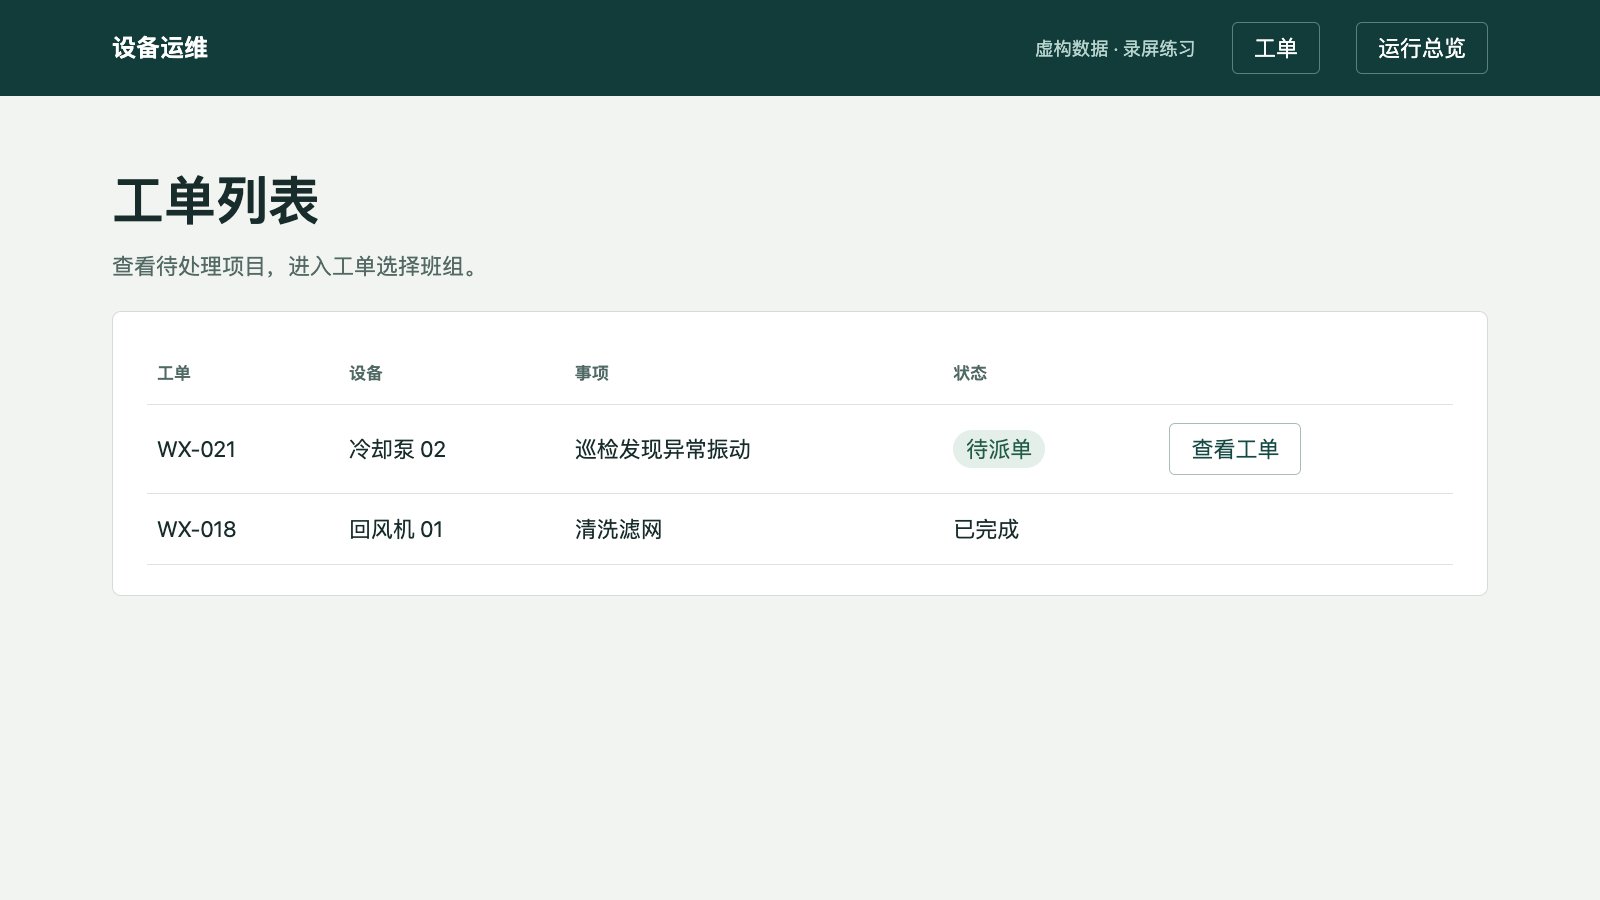 设备运维
虚构数据 · 录屏练习
工单
运行总览
工单列表
查看待处理项目，进入工单选择班组。
工单 设备 事项 状态
WX-021 冷却泵 02 巡检发现异常振动 待派单 查看工单
WX-018 回风机 01 清洗滤网 已完成